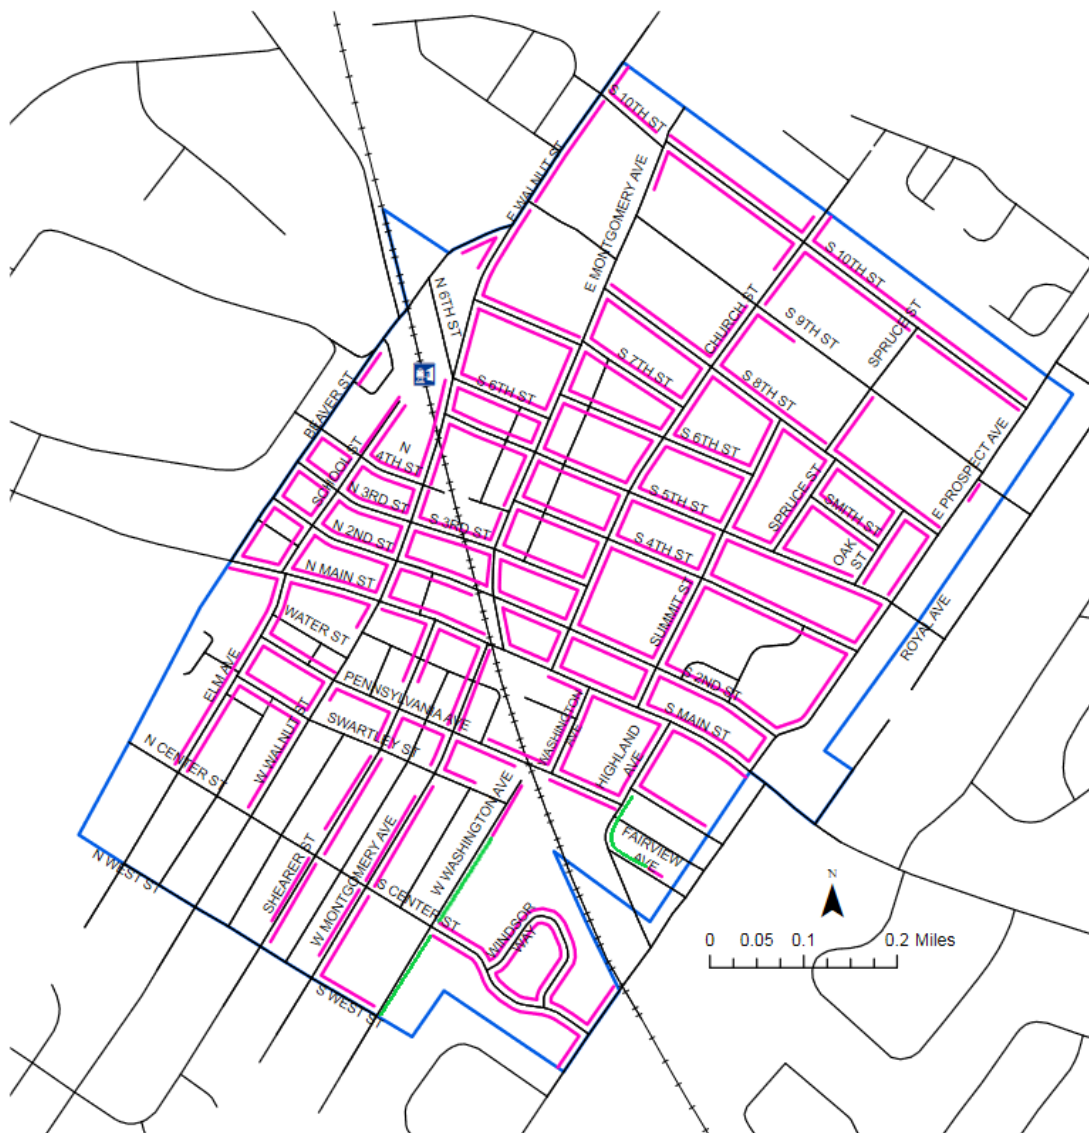 S 10TH ST
E WALNUT ST
E MONTGOMERY AVE
S 10TH ST
N 6TH ST
CHURCH ST
S 9TH ST
SPRUCE ST
S 7TH ST
S 8TH ST
S 6TH ST
BEAVER ST
S 6TH ST
E PROSPECT AVE
N
4TH ST
SCHOOL ST
N 3RD ST
S 5TH ST
SPRUCE ST
SMITH ST
S 3RD ST
N 2ND ST
S 4TH ST
OAK
ST
N MAIN ST
SUMMIT ST
WATER ST
ROYAL AVE
ELM AVE
PENNSYLVANIA AVE
S 2ND ST
W WALNUT ST
SWARTLEY ST
WASHINGTON
AVE
S MAIN ST
N CENTER ST
HIGHLAND
AVE
W WASHINGTON AVE
FAIRVIEW
AVE
N WEST ST
SHEARER ST
W MONTGOMERY AVE
S CENTER ST
WINDSOR
WAY
S WEST ST
N
0 0.05 0.1 0.2 Miles